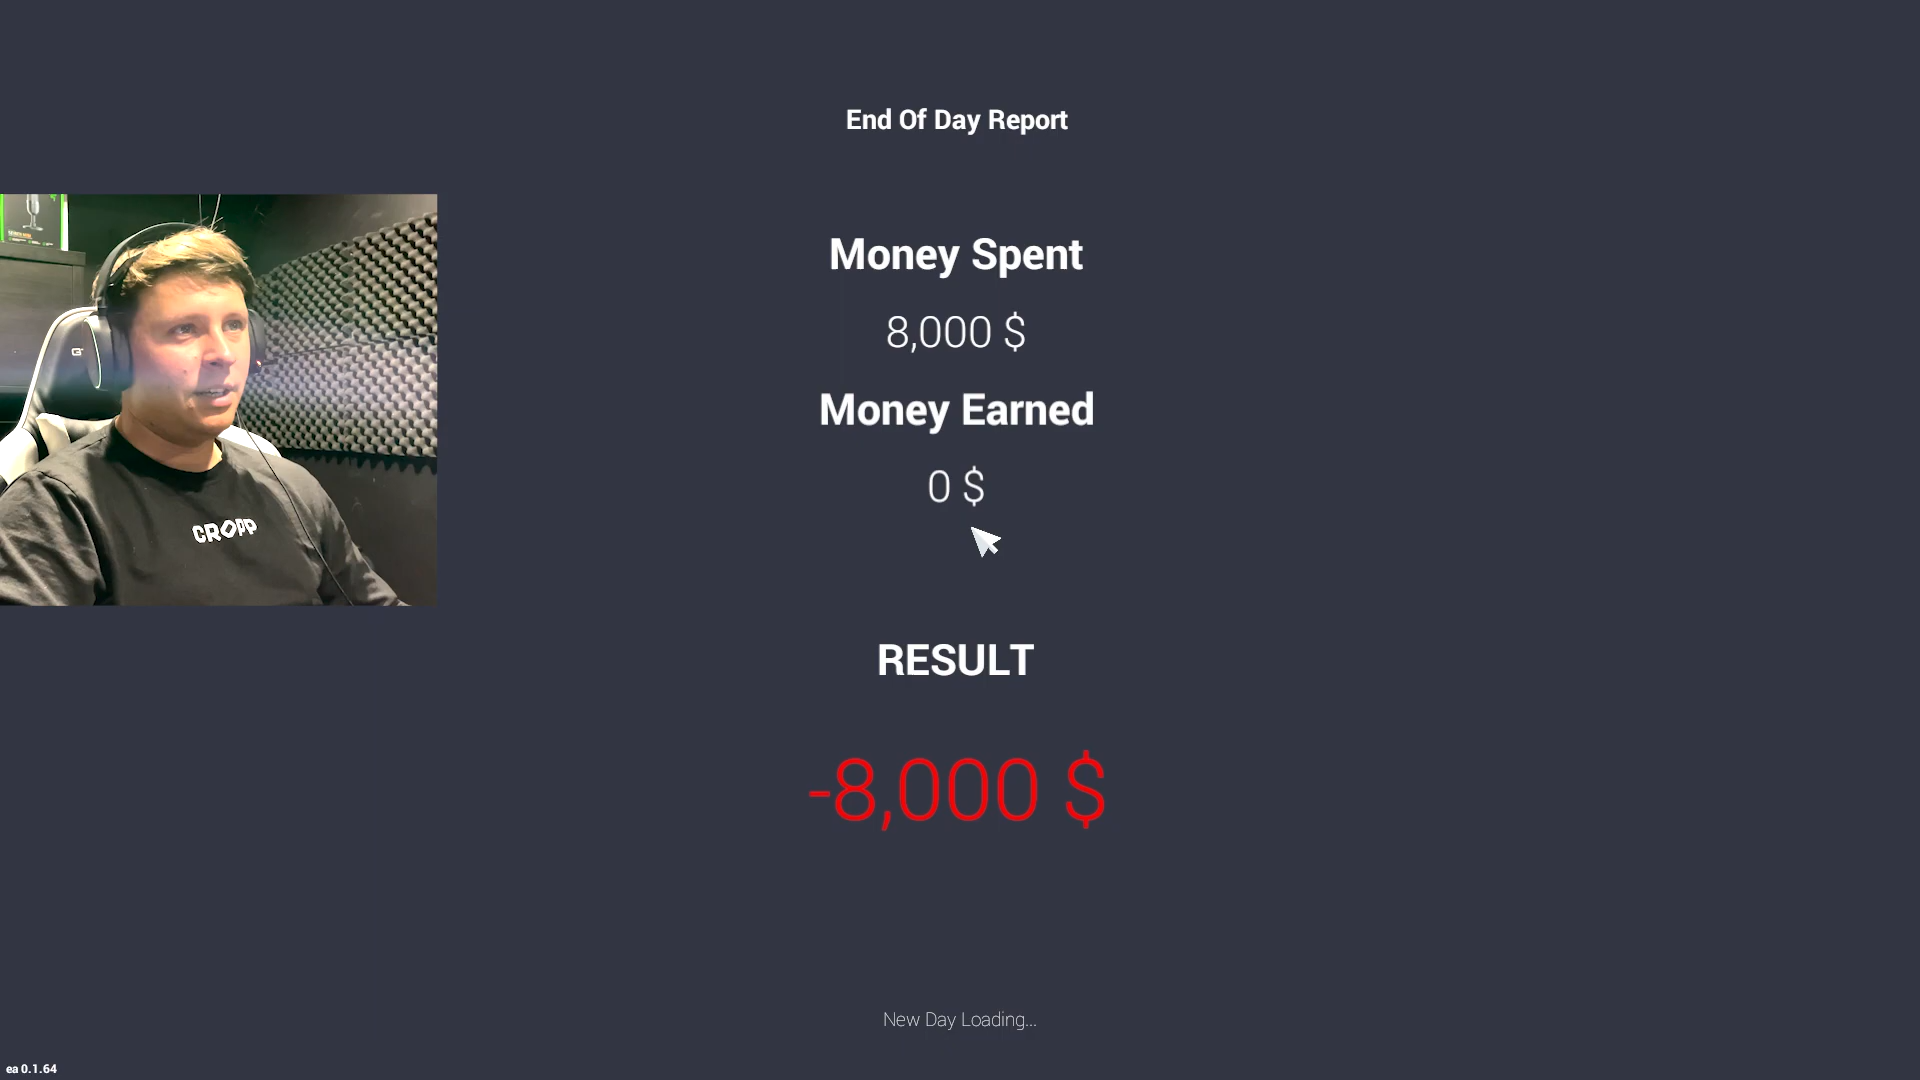 End Of Day Report
Money Spent
8,000 $
Money Earned
0 $
CROPP
RESULT
-8,000 $
New Day Loading...
ea 0.1.64